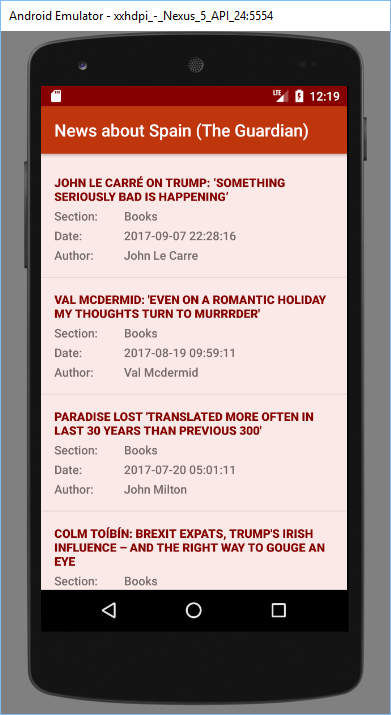 Android Emulator - xxhdpi_-_Nexus_5_API_24:5554
LTE 12:19
News about Spain (The Guardian)
JOHN LE CARRÉ ON TRUMP: ‘SOMETHING
SERIOUSLY BAD IS HAPPENING’
Section: Books
Date: 2017-09-07 22:28:16
Author: John Le Carre
VAL MCDERMID: 'EVEN ON A ROMANTIC HOLIDAY
MY THOUGHTS TURN TO MURRRDER'
Section: Books
Date: 2017-08-19 09:59:11
Author: Val Mcdermid
PARADISE LOST 'TRANSLATED MORE OFTEN IN
LAST 30 YEARS THAN PREVIOUS 300'
Section: Books
Date: 2017-07-20 05:01:11
Author: John Milton
COLM TOÍBÍN: BREXIT EXPATS, TRUMP'S IRISH
INFLUENCE – AND THE RIGHT WAY TO GOUGE AN
EYE
Section: Books